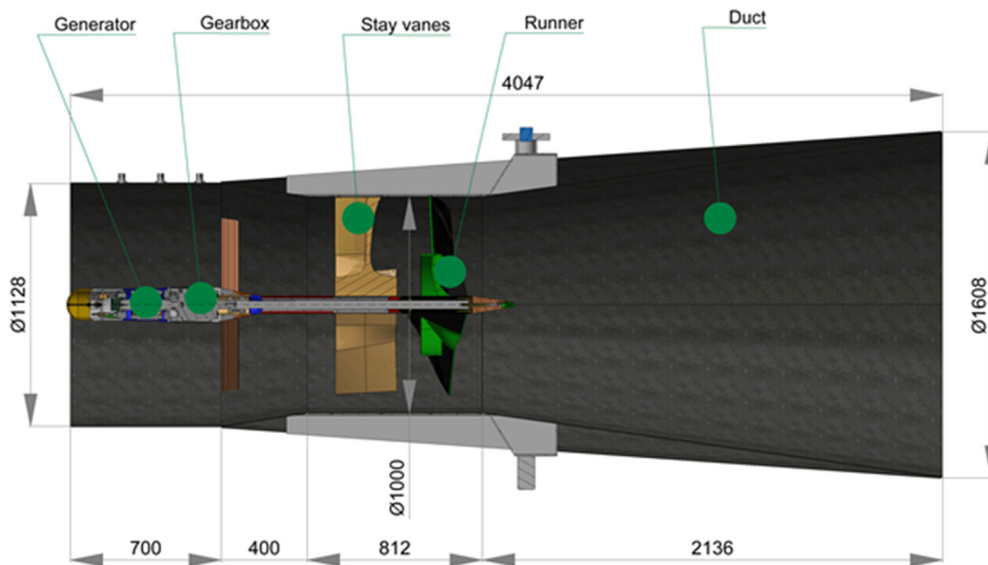 Generator
Gearbox
Stay vanes
Runner
Duct
4047
Ø1128
Ø1000
Ø1608
700
400
812
2136